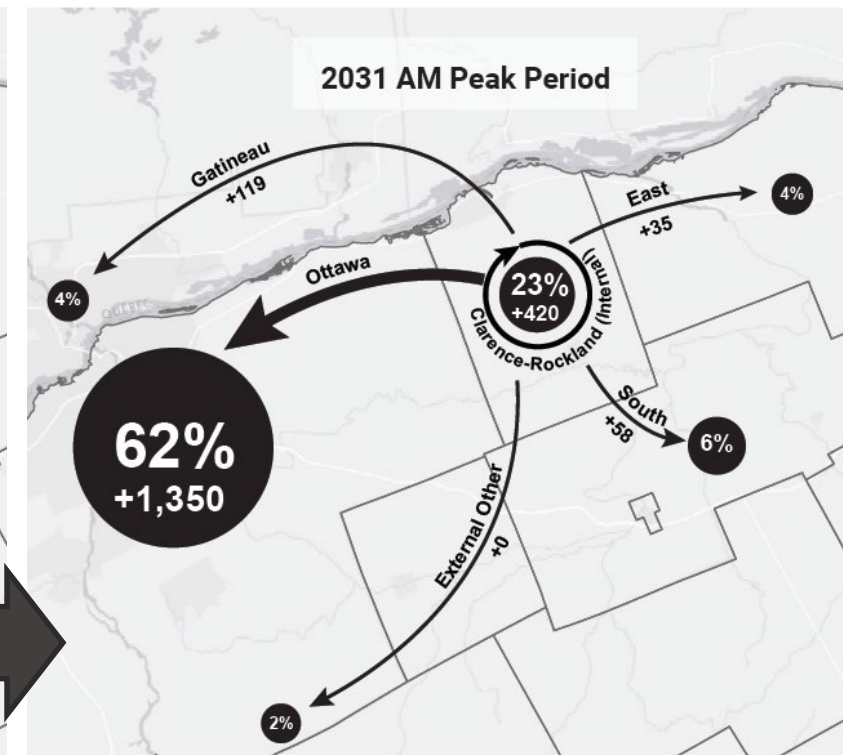 2031 AM Peak Period
Gatineau
+119
East
+35
4%
Ottawa
4%
23%
+420
Clarence-Rockland (Internal)
62%
+1,350
South
+58
6%
External Other
+0
2%